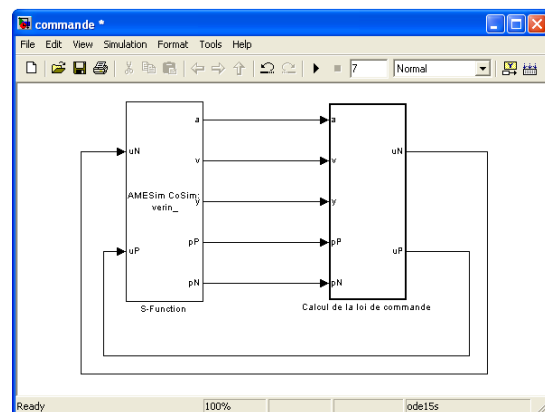 commande *
File Edit View Simulation Format Tools Help
7 Normal
a a
uN v v uN
AMESim CoSim:
verin_
y y
uP pP pP uP
pN pN
S-Function Calcul de la loi de commande
Ready 100% ode15s